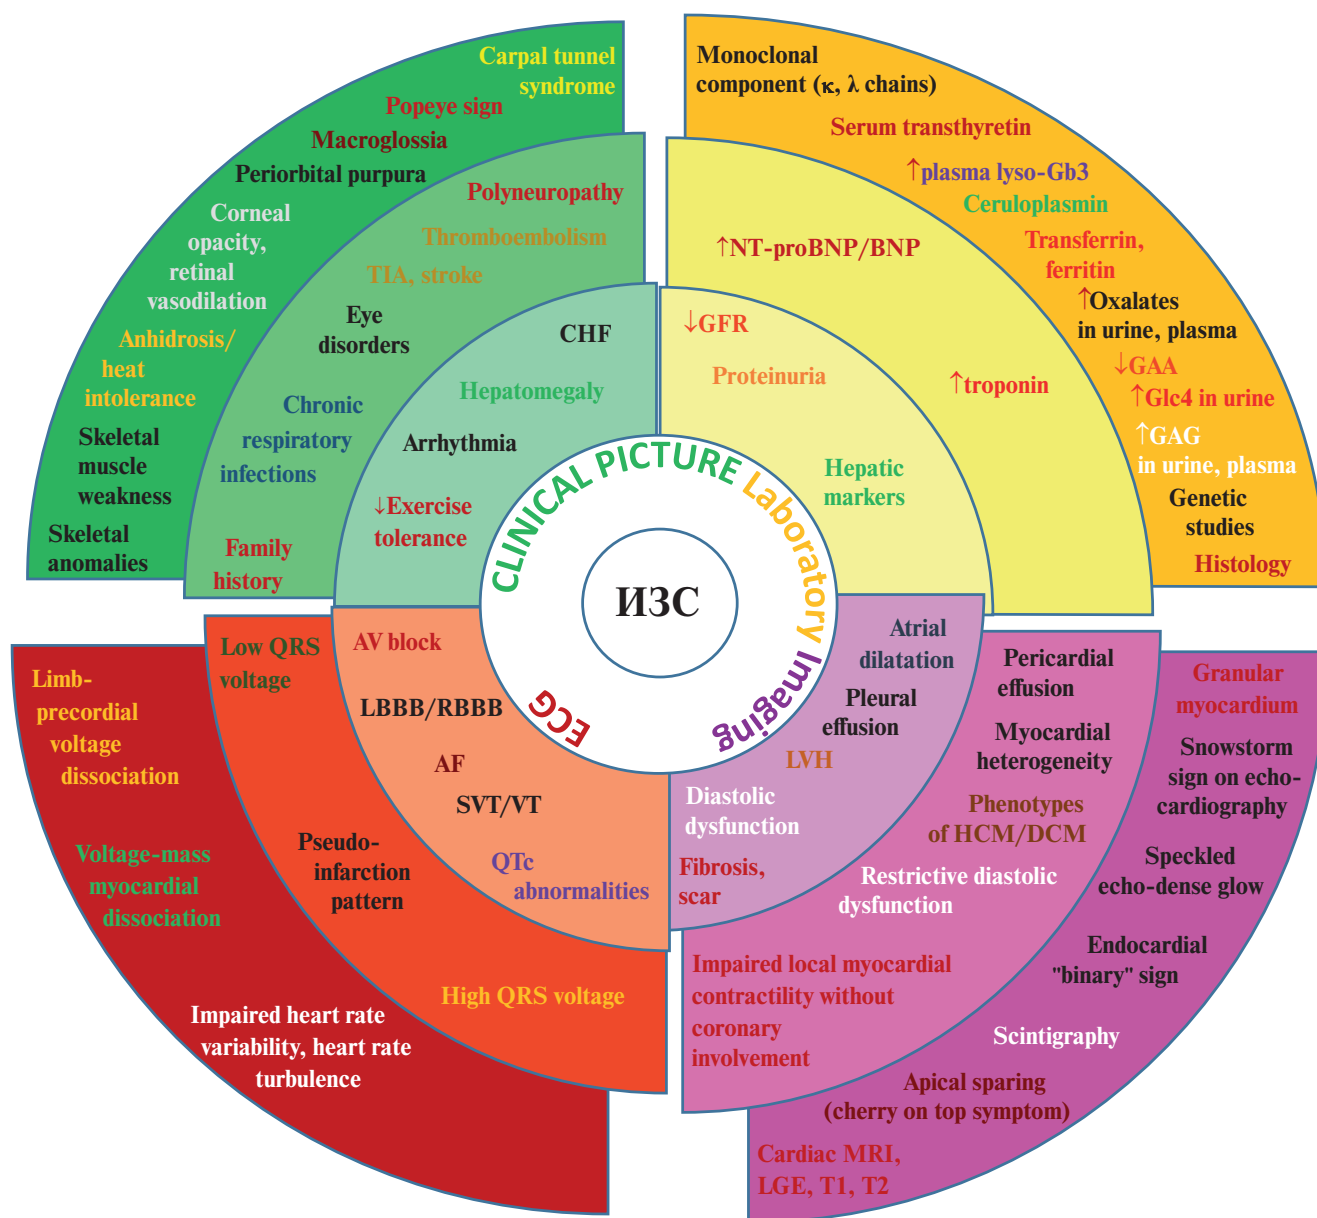 Carpal tunnel
syndrome
Popeye sign
Macroglossia
Periorbital purpura
Corneal
opacity,
retinal
vasodilation
Anhidrosis/
heat
intolerance
Skeletal
muscle
weakness
Skeletal
anomalies
Polyneuropathy
Thromboembolism
TIA, stroke
Eye
disorders
Chronic
respiratory
infections
Family
history
CHF
Hepatomegaly
Arrhythmia
↓Exercise
tolerance
Monoclonal
component (κ, λ chains)
Serum transthyretin
↑plasma lyso-Gb3
Ceruloplasmin
Transferrin,
ferritin
↑Oxalates
in urine, plasma
↓GAA
↑Glc4 in urine
↑GAG
in urine, plasma
Genetic
studies
Histology
↑NT-proBNP/BNP
↑troponin
↓GFR
Proteinuria
Hepatic
markers
CLINICAL PICTURE
Laboratory
Imaging
ECG
ИЗС
AV block
LBBB/RBBB
AF
SVT/VT
QTc
abnormalities
Low QRS
voltage
Pseudo-
infarction
pattern
High QRS voltage
Limb-
precordial
voltage
dissociation
Voltage-mass
myocardial
dissociation
Impaired heart rate
variability, heart rate
turbulence
Atrial
dilatation
Pleural
effusion
LVH
Diastolic
dysfunction
Fibrosis,
scar
Pericardial
effusion
Myocardial
heterogeneity
Phenotypes
of HCM/DCM
Restrictive diastolic
dysfunction
Impaired local myocardial
contractility without
coronary
involvement
Granular
myocardium
Snowstorm
sign on echo-
cardiography
Speckled
echo-dense glow
Endocardial
"binary" sign
Scintigraphy
Apical sparing
(cherry on top symptom)
Cardiac MRI,
LGE, T1, T2